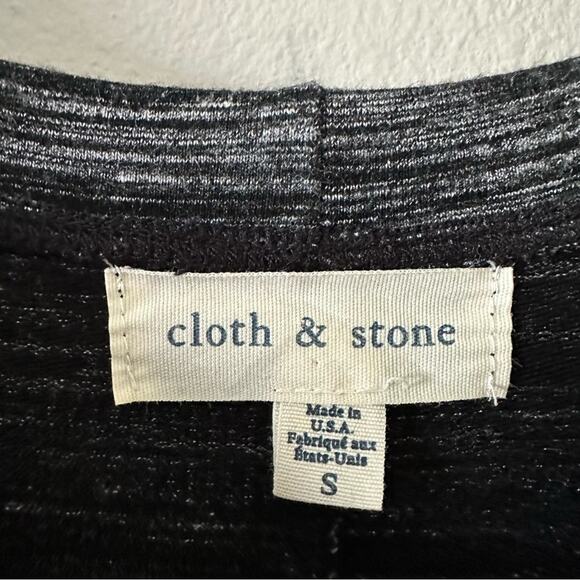 cloth & stone
Made in
U.S.A.
Fabriqué aux
États-Unis
S